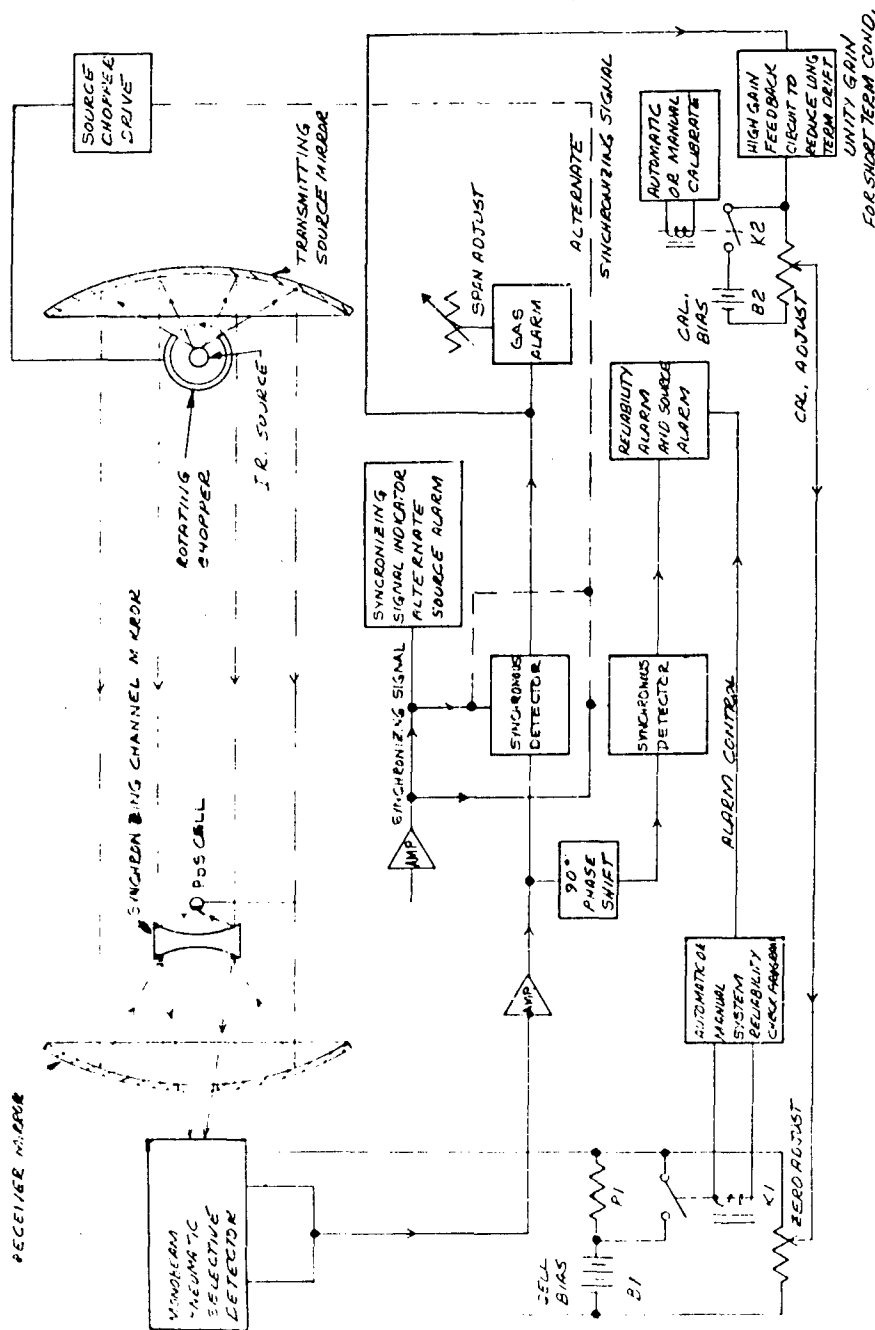 SOURCE
CHOPPER
DRIVE
TRANSMITTING
SOURCE MIRROR
ROTATING
CHOPPER
I.R. SOURCE
SYNCHRONIZING CHANNEL MIRROR
PbS CELL
RECEIVER MIRROR
MONOBEAM
PNEUMATIC
SELECTIVE
DETECTOR
SYNCRONIZING
SIGNAL INDICATOR
ALTERNATE
SOURCE ALARM
SYNCHRONIZING SIGNAL
AMP
SPAN ADJUST
GAS
ALARM
ALTERNATE
SYNCHRONIZING SIGNAL
SYNCHRONOUS
DETECTOR
AMP
90°
PHASE
SHIFT
SYNCHRONOUS
DETECTOR
RELIABILITY
ALARM
AND SOURCE
ALARM
ALARM CONTROL
AUTOMATIC
OR MANUAL
CALIBRATE
K2
CAL.
BIAS
B2
CAL. ADJUST
HIGH GAIN
FEEDBACK
CIRCUIT TO
REDUCE LONG
TERM DRIFT
UNITY GAIN
FOR SHORT TERM COND.
AUTOMATIC OR
MANUAL
SYSTEM
RELIABILITY
CHECK PROGRAM
CELL
BIAS
B1
P1
K1
ZERO ADJUST